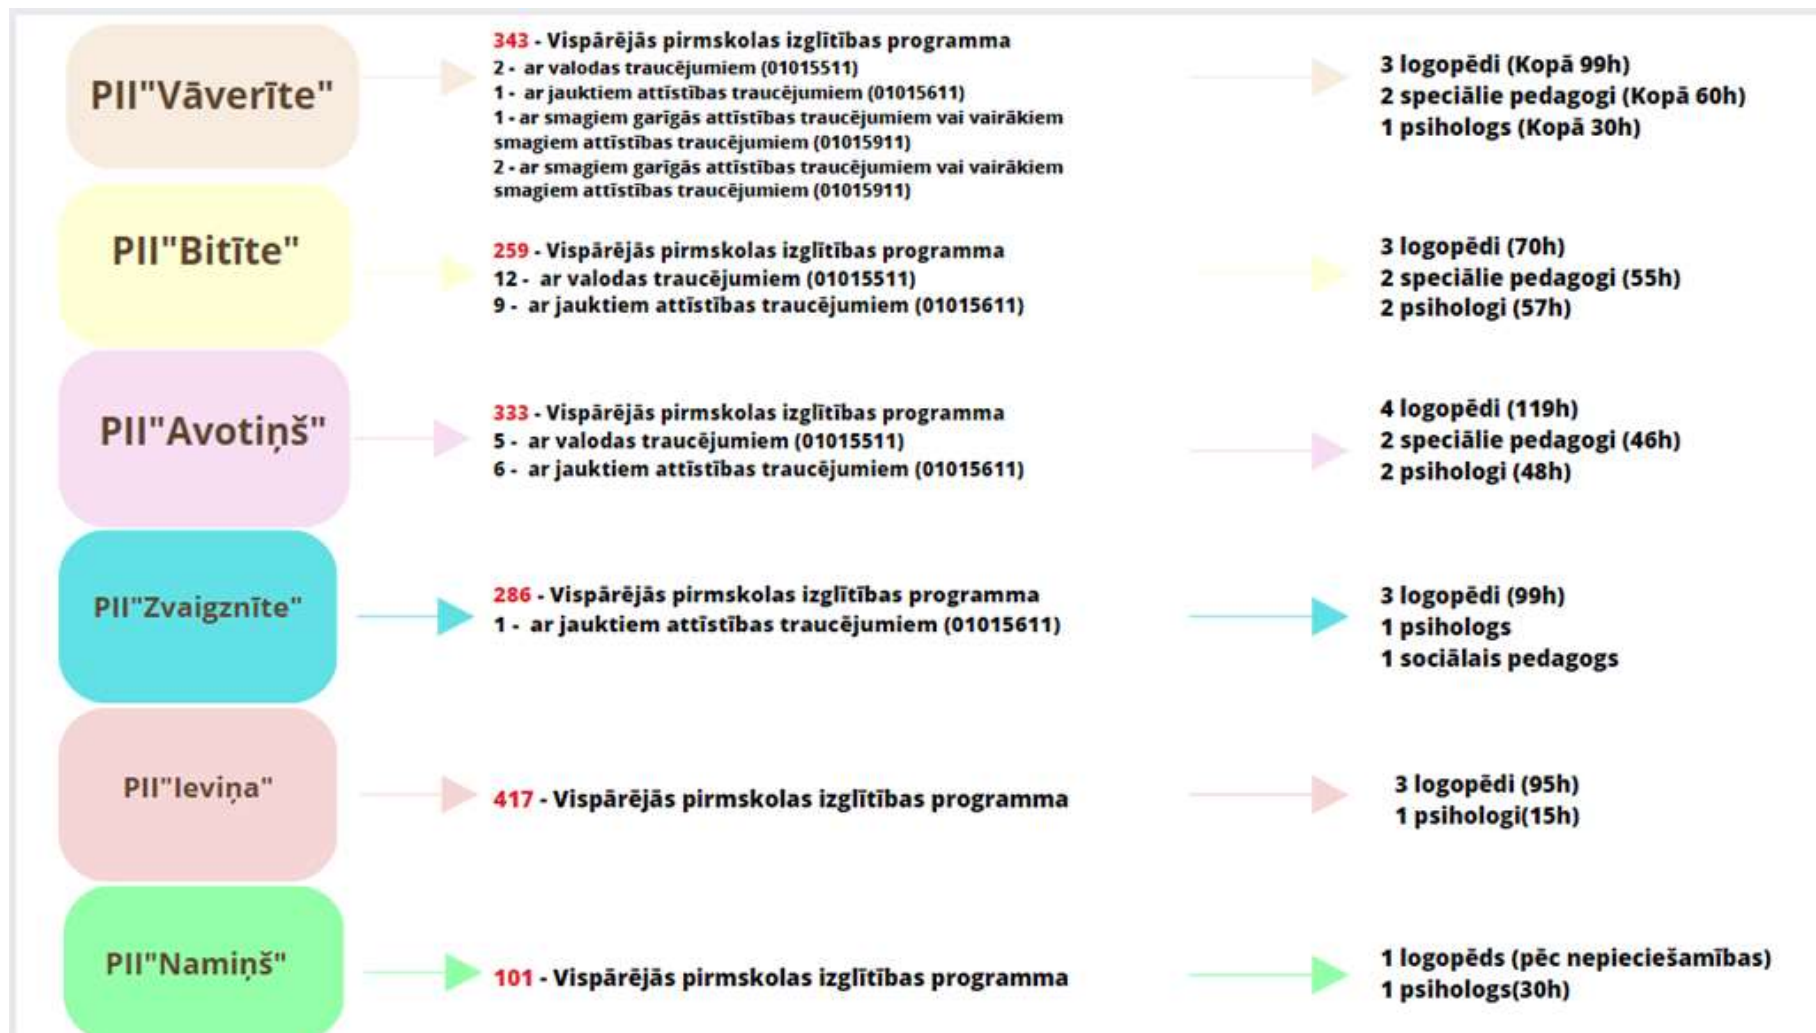 PII"Vāverīte"
343 - Vispārējās pirmskolas izglītības programma
2 - ar valodas traucējumiem (01015511)
1 - ar jauktiem attīstības traucējumiem (01015611)
1 - ar smagiem garīgās attīstības traucējumiem vai vairākiem
smagiem attīstības traucējumiem (01015911)
2 - ar smagiem garīgās attīstības traucējumiem vai vairākiem
smagiem attīstības traucējumiem (01015911)
3 logopēdi (Kopā 99h)
2 speciālie pedagogi (Kopā 60h)
1 psihologs (Kopā 30h)
PII"Bitīte"
259 - Vispārējās pirmskolas izglītības programma
12 - ar valodas traucējumiem (01015511)
9 - ar jauktiem attīstības traucējumiem (01015611)
3 logopēdi (70h)
2 speciālie pedagogi (55h)
2 psihologi (57h)
PII"Avotiņš"
333 - Vispārējās pirmskolas izglītības programma
5 - ar valodas traucējumiem (01015511)
6 - ar jauktiem attīstības traucējumiem (01015611)
4 logopēdi (119h)
2 speciālie pedagogi (46h)
2 psihologi (48h)
PII"Zvaigznīte"
286 - Vispārējās pirmskolas izglītības programma
1 - ar jauktiem attīstības traucējumiem (01015611)
3 logopēdi (99h)
1 psihologs
1 sociālais pedagogs
PII"Ieviņa"
417 - Vispārējās pirmskolas izglītības programma
3 logopēdi (95h)
1 psihologi(15h)
PII"Namiņš"
101 - Vispārējās pirmskolas izglītības programma
1 logopēds (pēc nepieciešamības)
1 psihologs(30h)